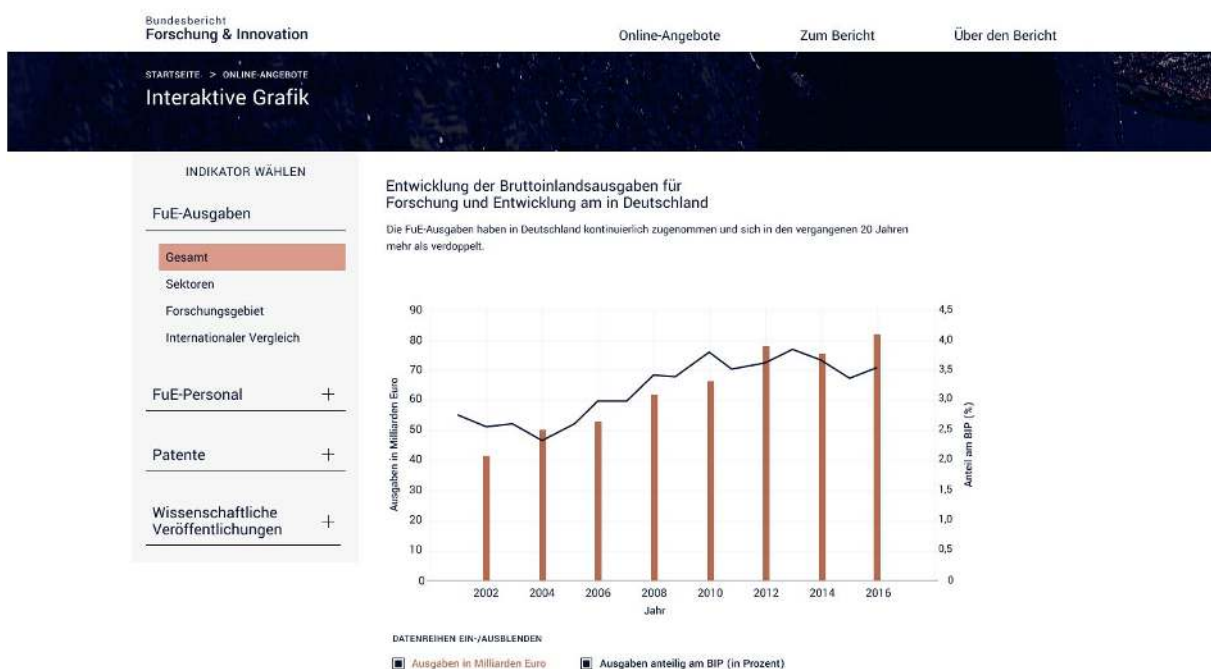 Bundesbericht
Forschung & Innovation
Online-Angebote
Zum Bericht
Über den Bericht
STARTSEITE > ONLINE-ANGEBOTE
Interaktive Grafik
INDIKATOR WÄHLEN
FuE-Ausgaben
Gesamt
Sektoren
Forschungsgebiet
Internationaler Vergleich
FuE-Personal +
Patente +
Wissenschaftliche
Veröffentlichungen +
Entwicklung der Bruttoinlandsausgaben für
Forschung und Entwicklung am in Deutschland
Die FuE-Ausgaben haben in Deutschland kontinuierlich zugenommen und sich in den vergangenen 20 Jahren
mehr als verdoppelt.
Ausgaben in Milliarden Euro
90
80
70
60
50
40
30
20
10
0
4,5
4,0
3,5
3,0
2,5
2,0
1,5
1,0
0,5
0
Anteil am BIP (%)
2002 2004 2006 2008 2010 2012 2014 2016
Jahr
DATENREIHEN EIN-/AUSBLENDEN
Ausgaben in Milliarden Euro
Ausgaben anteilig am BIP (in Prozent)